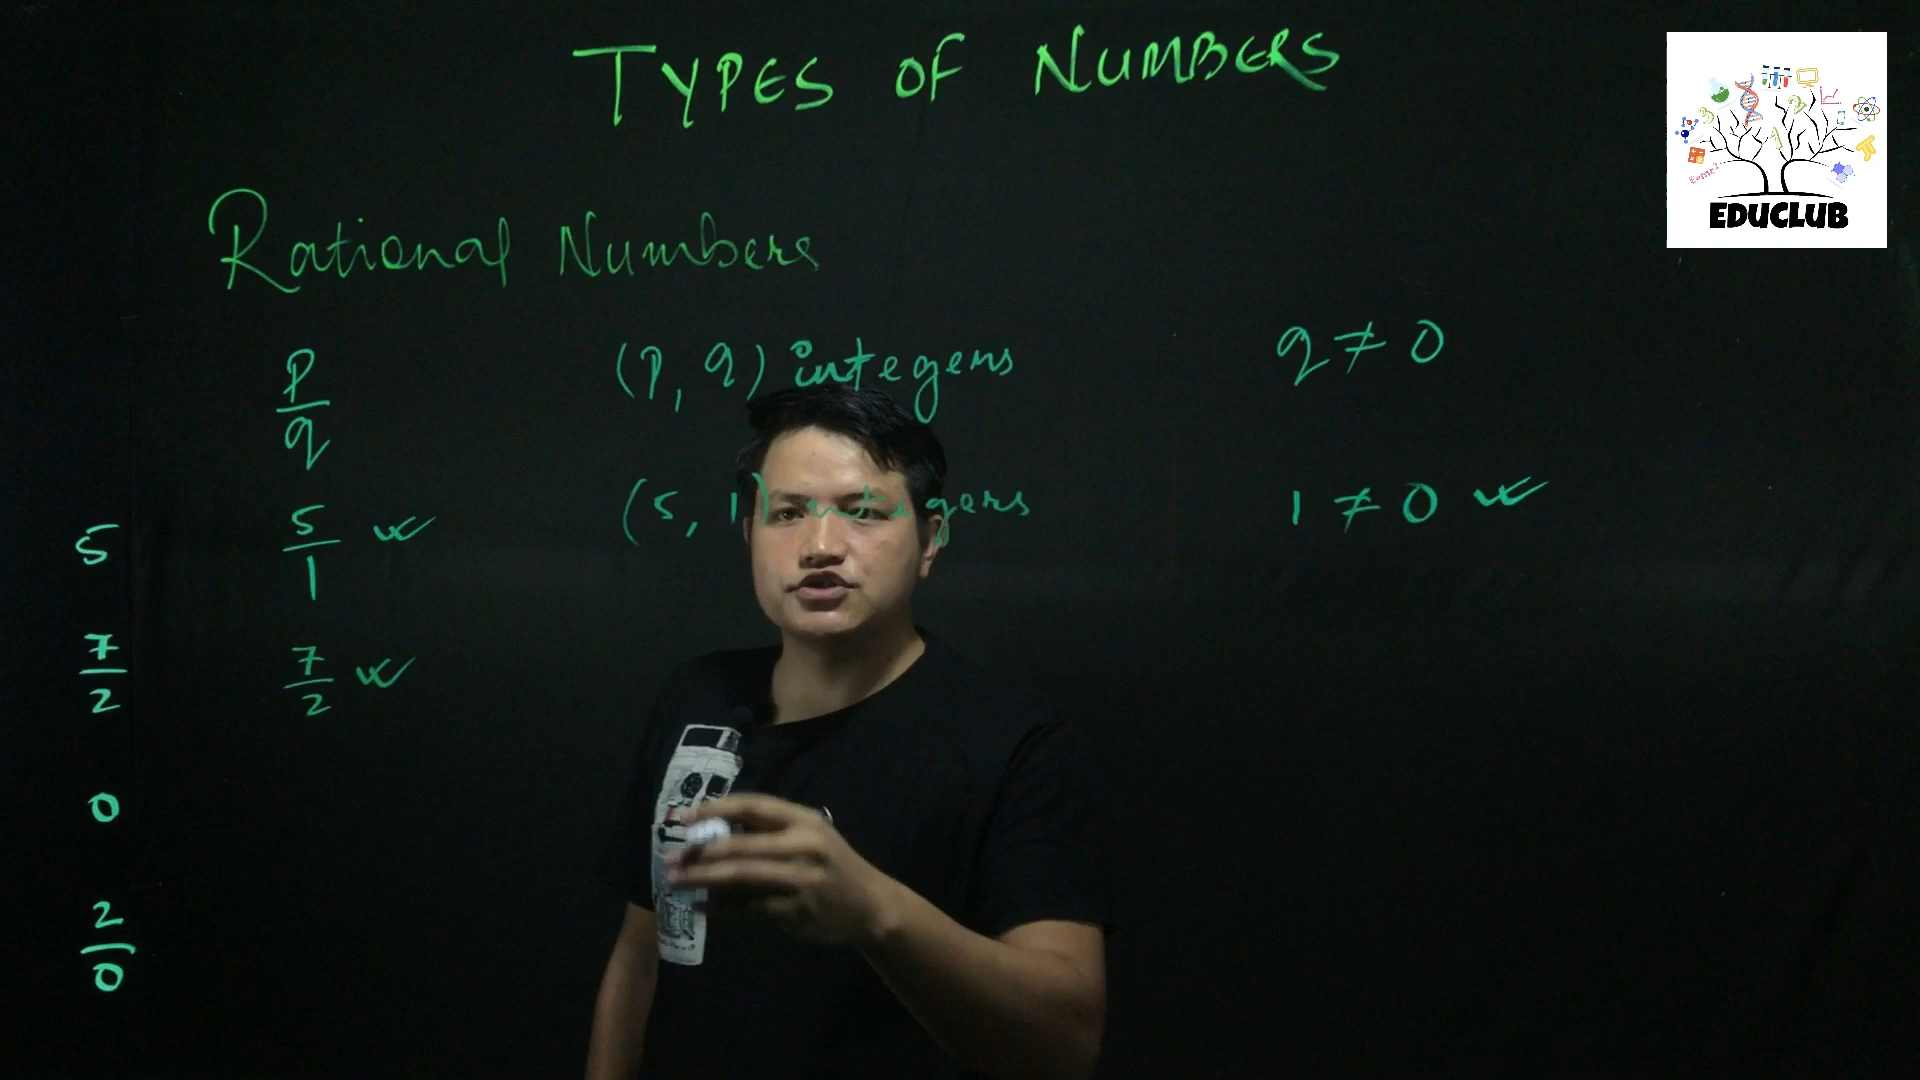 TYPES OF NUMBERS
EDUCLUB
Rational Numbers
p/q (p, q) integers q ≠ 0
5 5/1 ✓ (5, 1) integers 1 ≠ 0 ✓
7/2 7/2 ✓
0
2/0